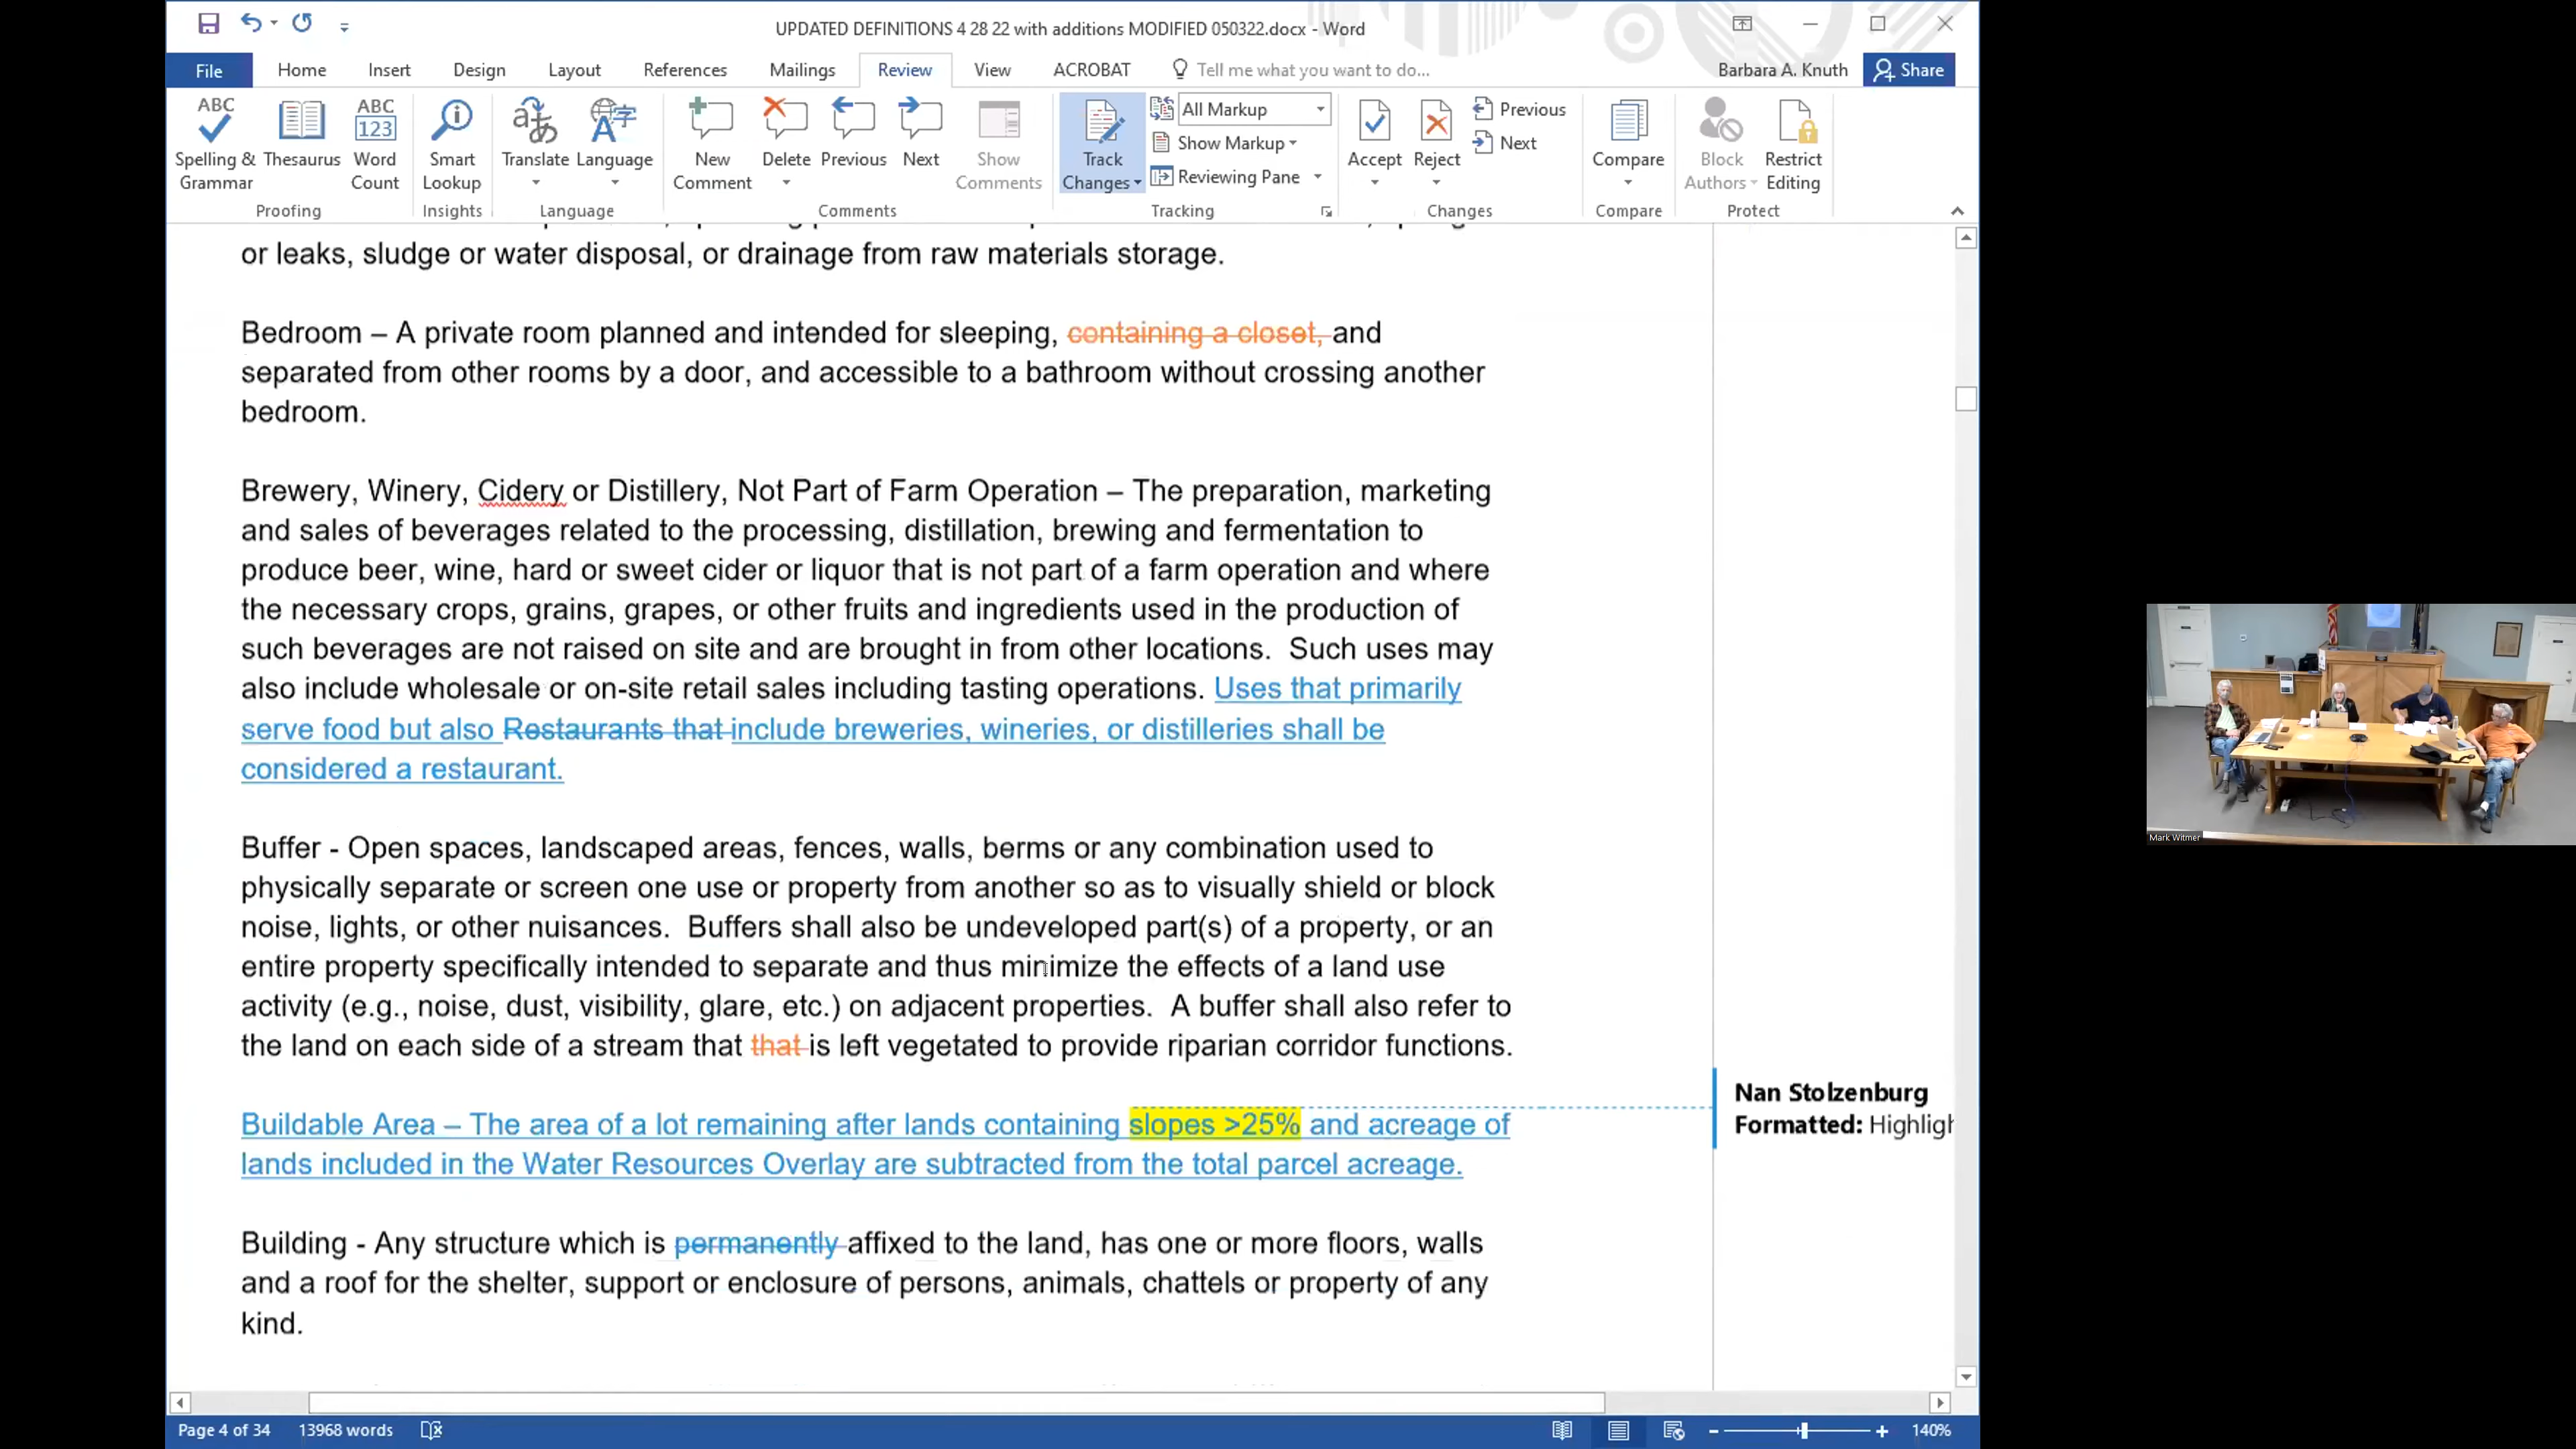 UPDATED DEFINITIONS 4 28 22 with additions MODIFIED 050322.docx - Word
File Home Insert Design Layout References Mailings Review View ACROBAT Tell me what you want to do... Barbara A. Knuth Share
ABC Spelling & Grammar
Thesaurus
ABC 123 Word Count
Smart Lookup
Translate
Language
New Comment
Delete
Previous
Next
Show Comments
Track Changes
All Markup
Show Markup
Reviewing Pane
Accept
Reject
Previous
Next
Compare
Block Authors
Restrict Editing
Proofing Insights Language Comments Tracking Changes Compare Protect
or leaks, sludge or water disposal, or drainage from raw materials storage.
Bedroom – A private room planned and intended for sleeping, containing a closet, and
separated from other rooms by a door, and accessible to a bathroom without crossing another
bedroom.
Brewery, Winery, Cidery or Distillery, Not Part of Farm Operation – The preparation, marketing
and sales of beverages related to the processing, distillation, brewing and fermentation to
produce beer, wine, hard or sweet cider or liquor that is not part of a farm operation and where
the necessary crops, grains, grapes, or other fruits and ingredients used in the production of
such beverages are not raised on site and are brought in from other locations.  Such uses may
also include wholesale or on-site retail sales including tasting operations. Uses that primarily
serve food but also Restaurants that include breweries, wineries, or distilleries shall be
considered a restaurant.
Buffer - Open spaces, landscaped areas, fences, walls, berms or any combination used to
physically separate or screen one use or property from another so as to visually shield or block
noise, lights, or other nuisances.  Buffers shall also be undeveloped part(s) of a property, or an
entire property specifically intended to separate and thus minimize the effects of a land use
activity (e.g., noise, dust, visibility, glare, etc.) on adjacent properties.  A buffer shall also refer to
the land on each side of a stream that that is left vegetated to provide riparian corridor functions.
Buildable Area – The area of a lot remaining after lands containing slopes >25% and acreage of
lands included in the Water Resources Overlay are subtracted from the total parcel acreage.
Building - Any structure which is permanently affixed to the land, has one or more floors, walls
and a roof for the shelter, support or enclosure of persons, animals, chattels or property of any
kind.
Nan Stolzenburg
Formatted: Highligh
Page 4 of 34 13968 words 140%
Mark Witmer